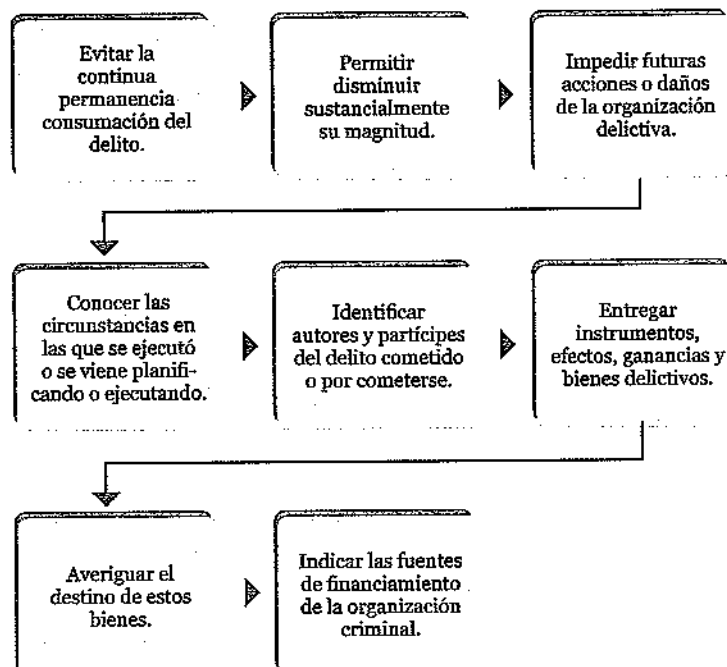 Evitar la
continua
permanencia
consumación del
delito.
Permitir
disminuir
sustancialmente
su magnitud.
Impedir futuras
acciones o daños
de la organización
delictiva.
Conocer las
circunstancias en
las que se ejecutó
o se viene planifi-
cando o ejecutando.
Identificar
autores y partícipes
del delito cometido
o por cometerse.
Entregar
instrumentos,
efectos, ganancias y
bienes delictivos.
Averiguar el
destino de estos
bienes.
Indicar las fuentes
de financiamiento
de la organización
criminal.